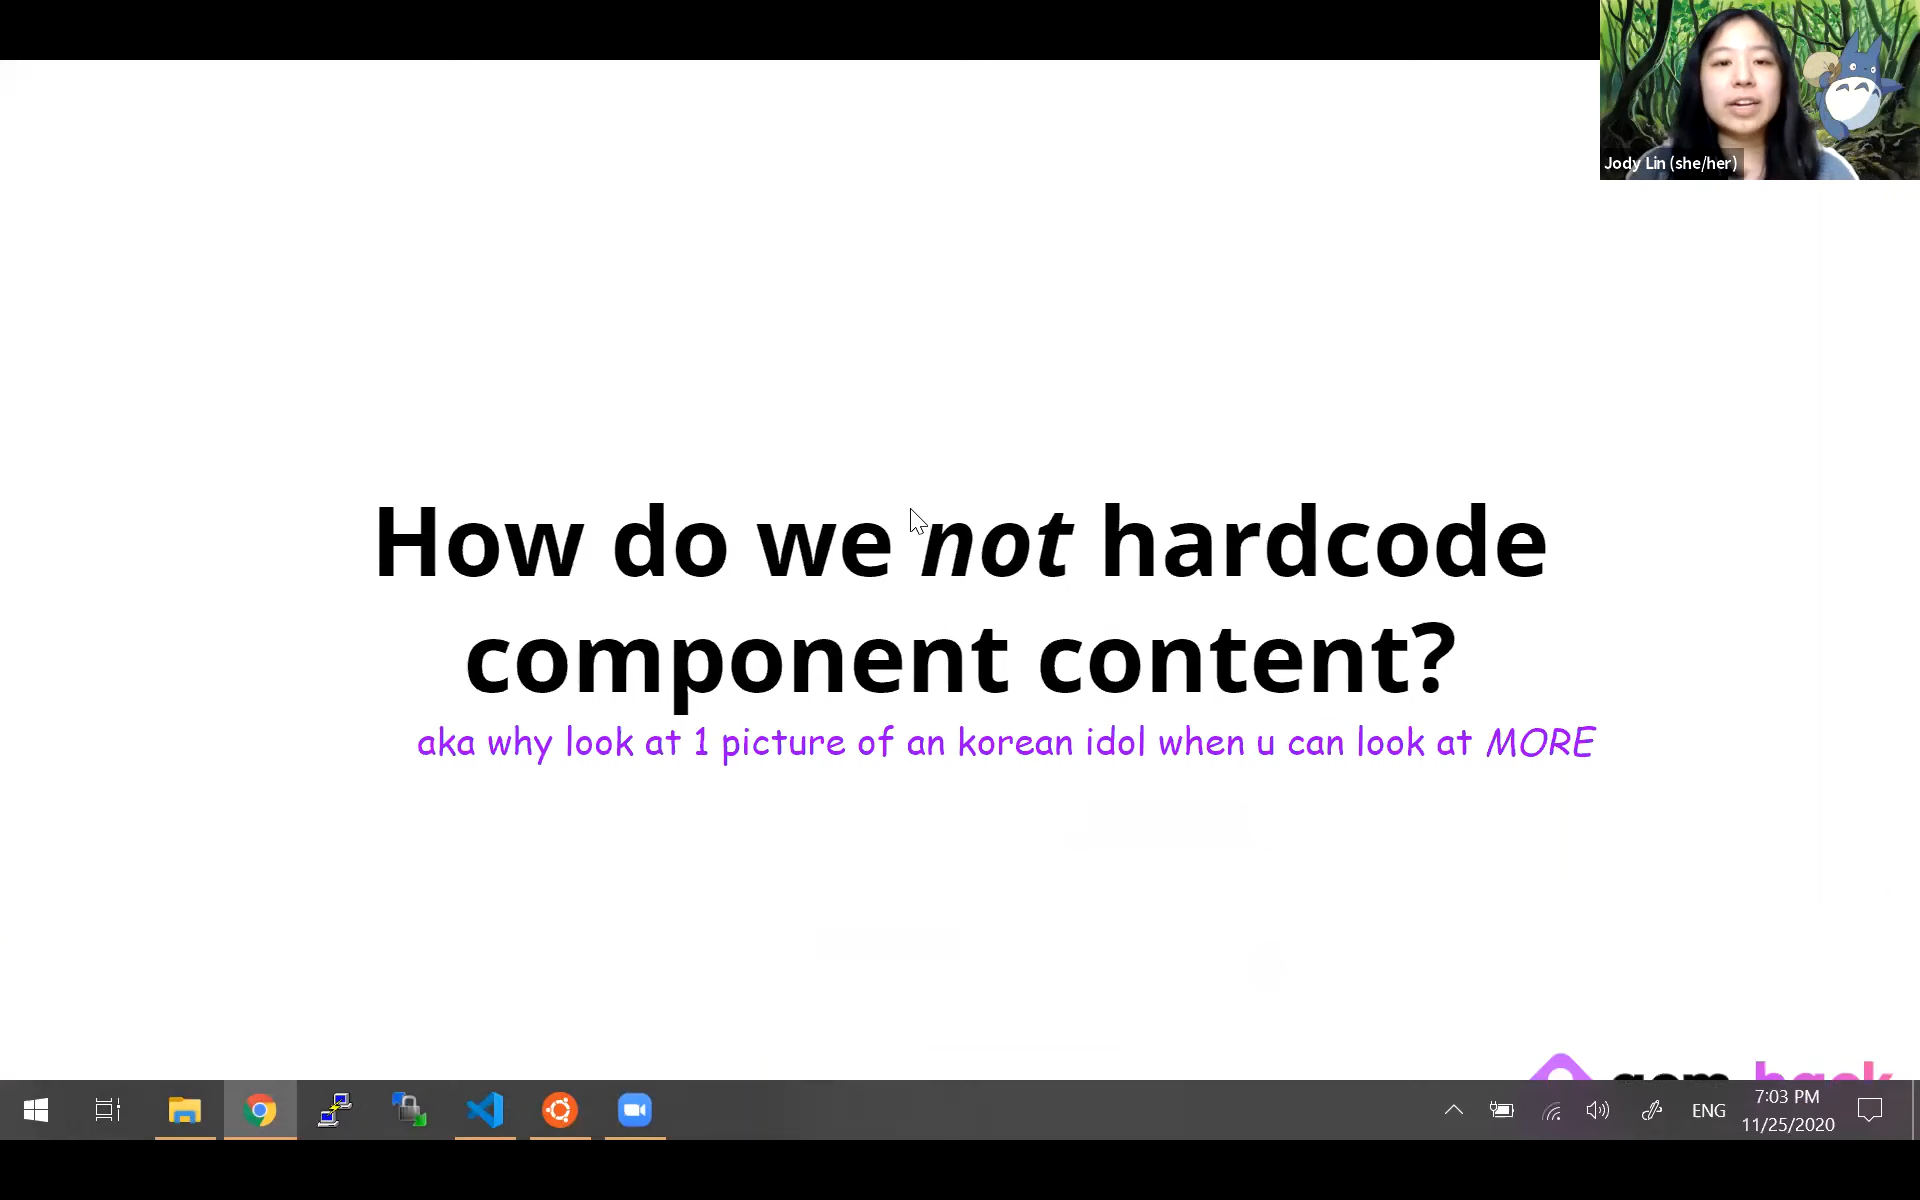 Jody Lin (she/her)
How do we not hardcode
component content?
aka why look at 1 picture of an korean idol when u can look at MORE
ENG
7:03 PM
11/25/2020